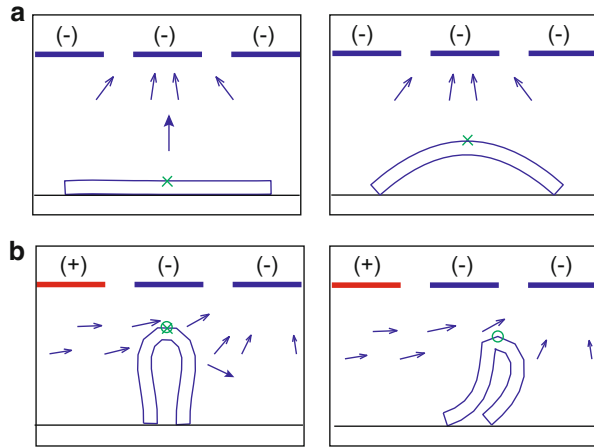 a
(-) (-) (-) (-) (-) (-)
b
(+) (-) (-) (+) (-) (-)